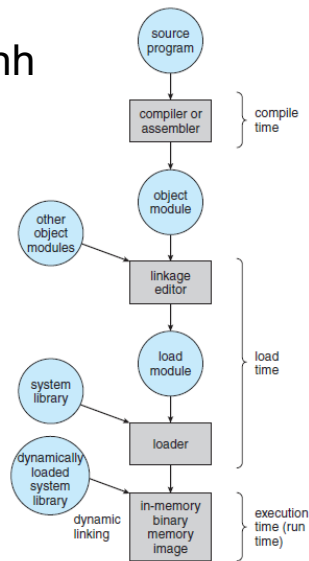 nh
source
program
compiler or
assembler
compile
time
object
module
other
object
modules
linkage
editor
load
module
load
time
system
library
loader
dynamically
loaded
system
library
dynamic
linking
in-memory
binary
memory
image
execution
time (run
time)